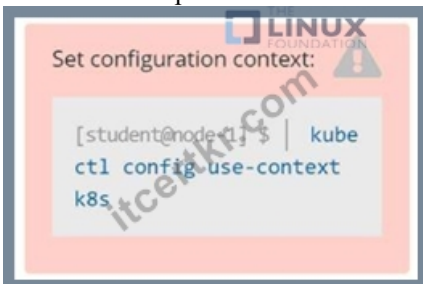 THE
LINUX
FOUNDATION
Set configuration context:
[student@node-1] $ | kube
ctl config use-context
k8s
itcertkr.com